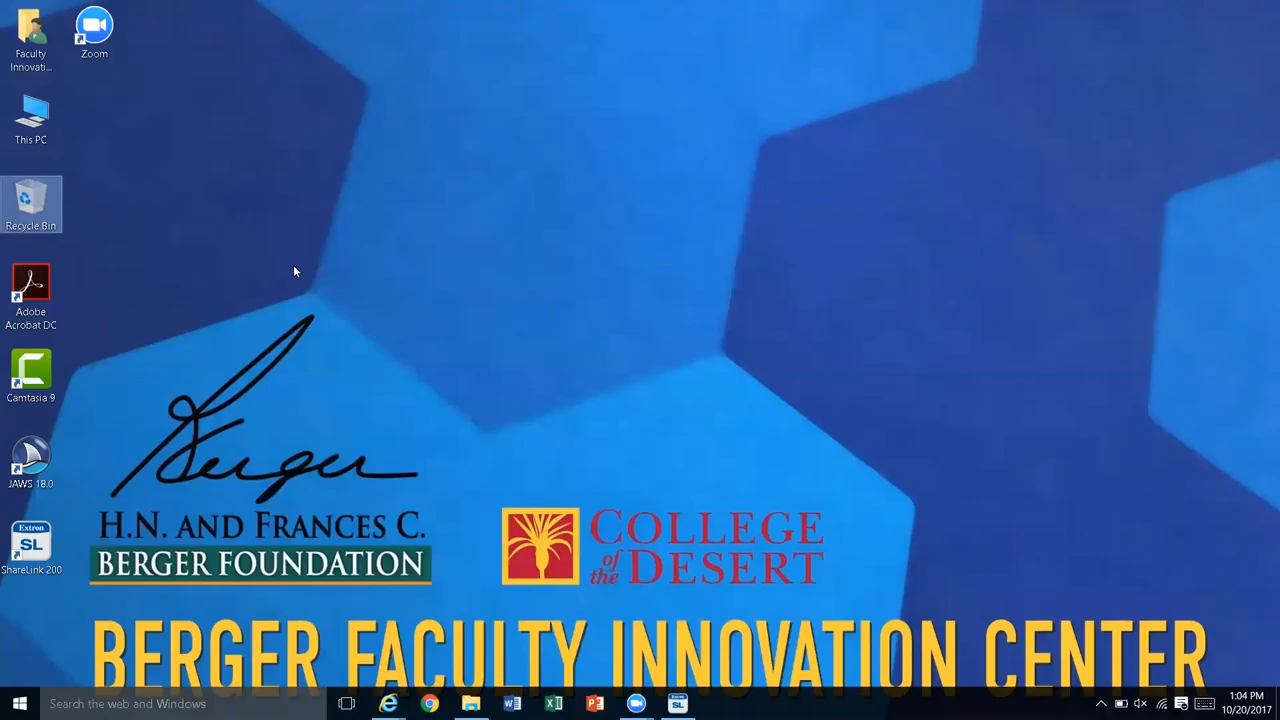 Faculty
Innovati...
Zoom
This PC
Recycle Bin
Adobe
Acrobat DC
Camtasia 9
JAWS 18.0
Extron
SL
ShareLink 200
Berger
H.N. AND FRANCES C.
BERGER FOUNDATION
COLLEGE
of
the
DESERT
BERGER FACULTY INNOVATION CENTER
Search the web and Windows
SL
1:04 PM
10/20/2017